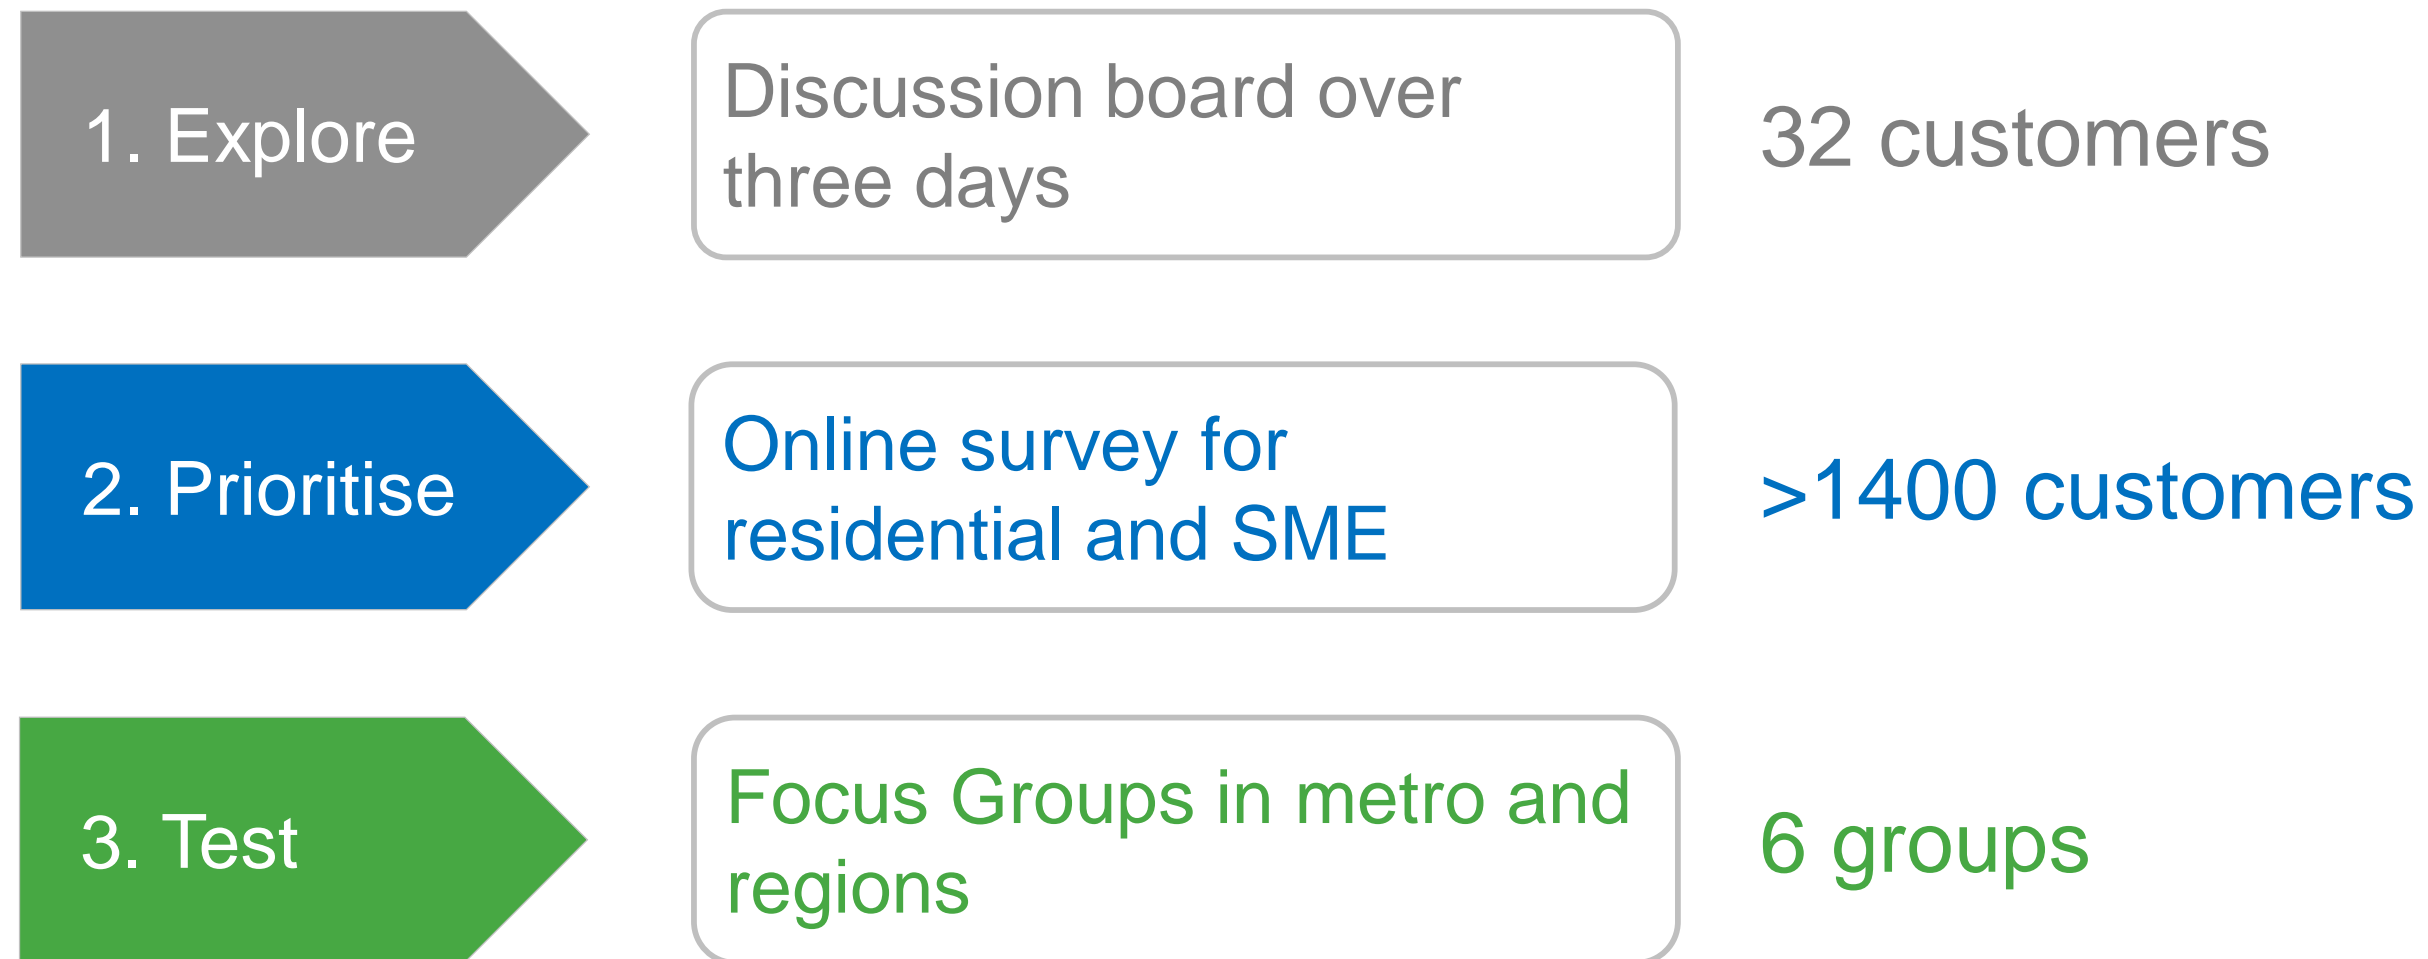 1. Explore
Discussion board over
three days
32 customers
2. Prioritise
Online survey for
residential and SME
>1400 customers
3. Test
Focus Groups in metro and
regions
6 groups